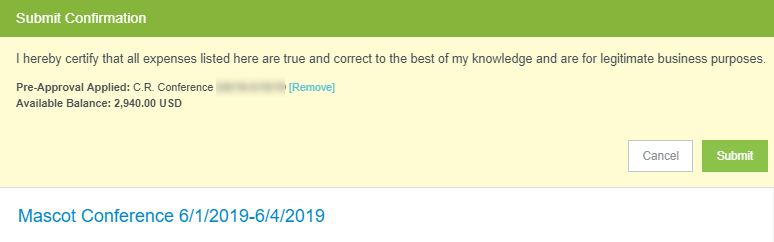 Submit Confirmation
I hereby certify that all expenses listed here are true and correct to the best of my knowledge and are for legitimate business purposes.
Pre-Approval Applied: C.R. Conference [Remove]
Available Balance: 2,940.00 USD
Cancel Submit
Mascot Conference 6/1/2019-6/4/2019